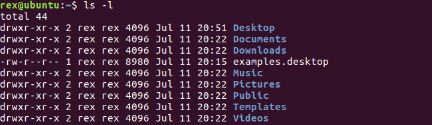 rex@ubuntu:~$ ls -l
total 44
drwxr-xr-x 2 rex rex 4096 Jul 11 20:51 Desktop
drwxr-xr-x 2 rex rex 4096 Jul 11 20:22 Documents
drwxr-xr-x 2 rex rex 4096 Jul 11 20:22 Downloads
-rw-r--r-- 1 rex rex 8980 Jul 11 20:15 examples.desktop
drwxr-xr-x 2 rex rex 4096 Jul 11 20:22 Music
drwxr-xr-x 2 rex rex 4096 Jul 11 20:22 Pictures
drwxr-xr-x 2 rex rex 4096 Jul 11 20:22 Public
drwxr-xr-x 2 rex rex 4096 Jul 11 20:22 Templates
drwxr-xr-x 2 rex rex 4096 Jul 11 20:22 Videos